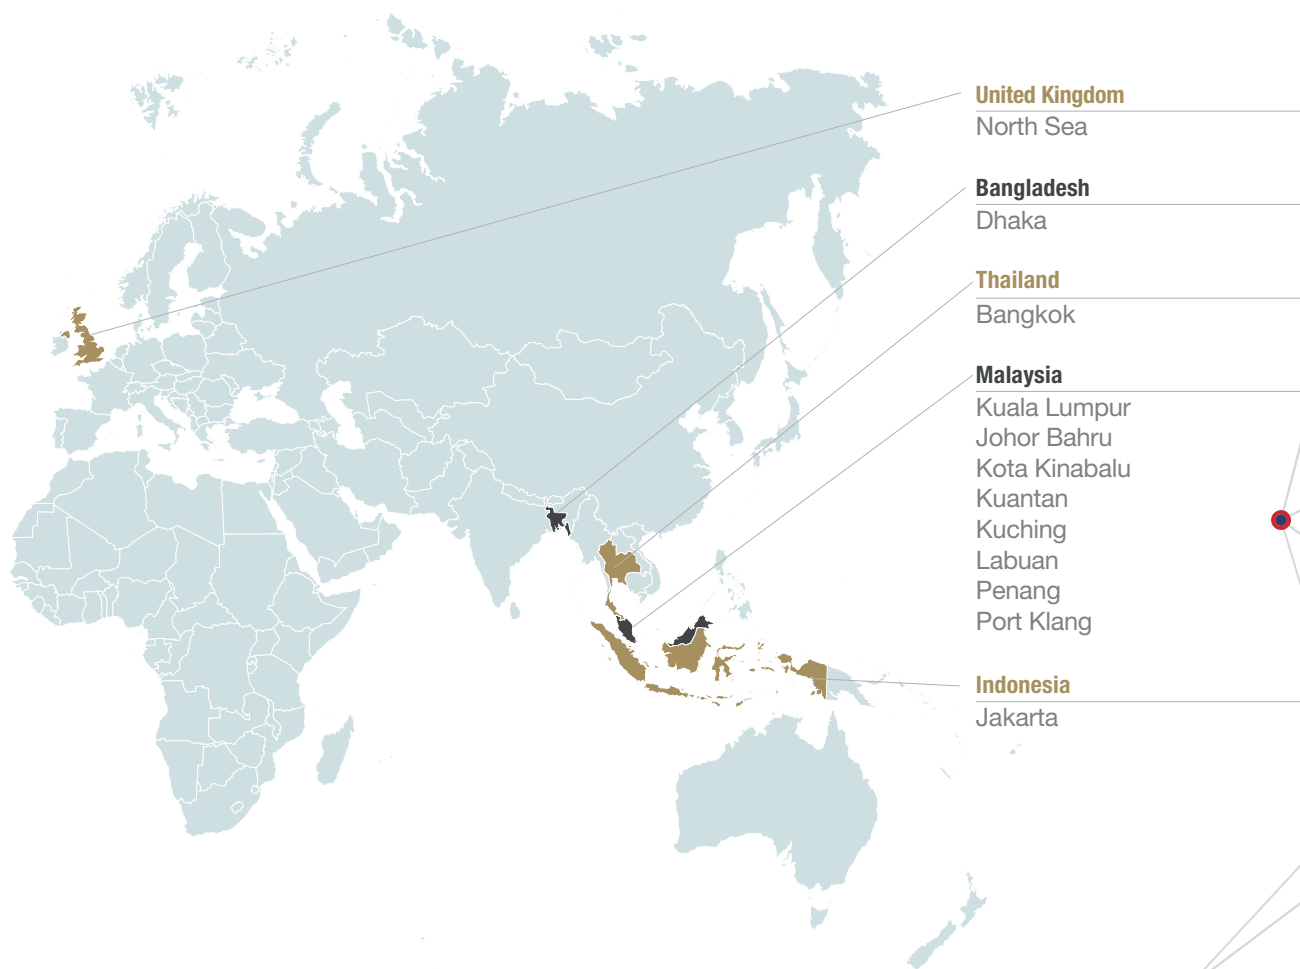 United Kingdom
North Sea
Bangladesh
Dhaka
Thailand
Bangkok
Malaysia
Kuala Lumpur
Johor Bahru
Kota Kinabalu
Kuantan
Kuching
Labuan
Penang
Port Klang
Indonesia
Jakarta